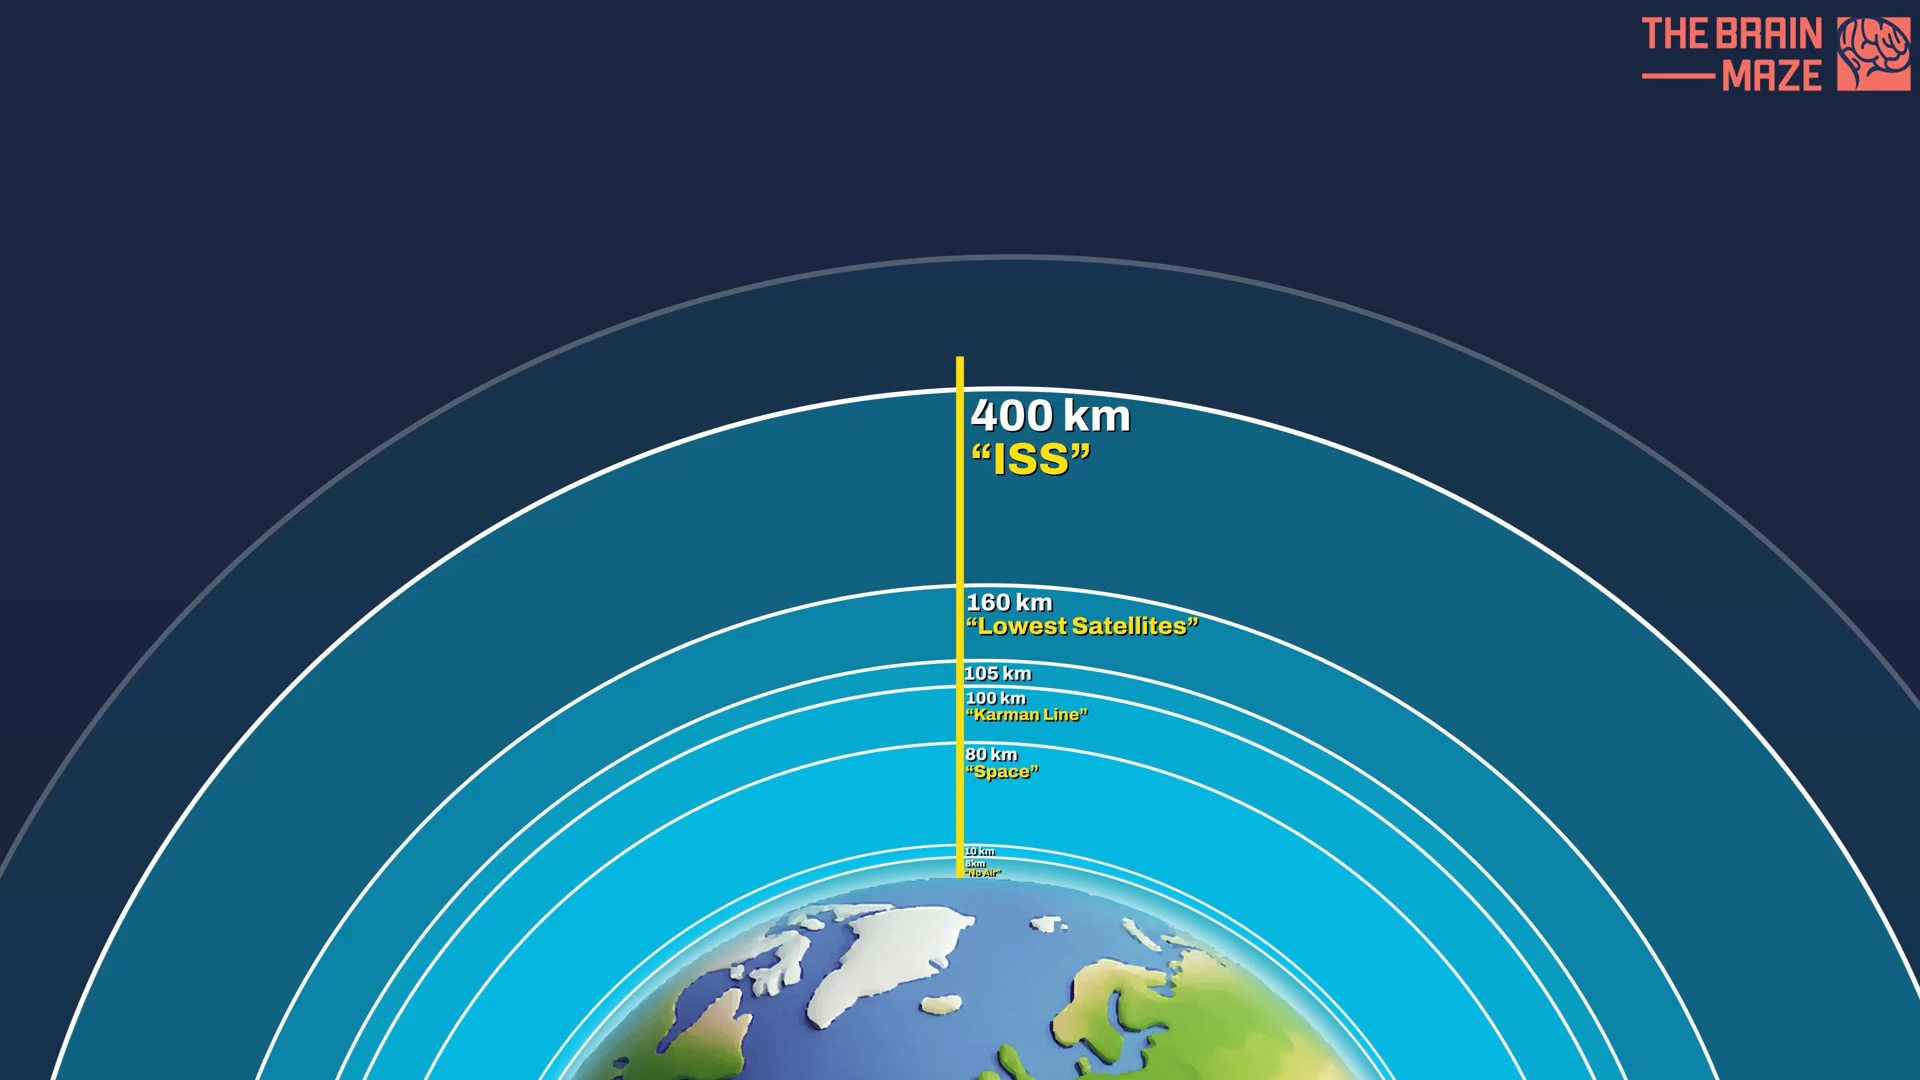 THE BRAIN
MAZE
400 km
“ISS”
160 km
“Lowest Satellites”
105 km
100 km
“Karman Line”
80 km
“Space”
10 km
8km
“No Air”